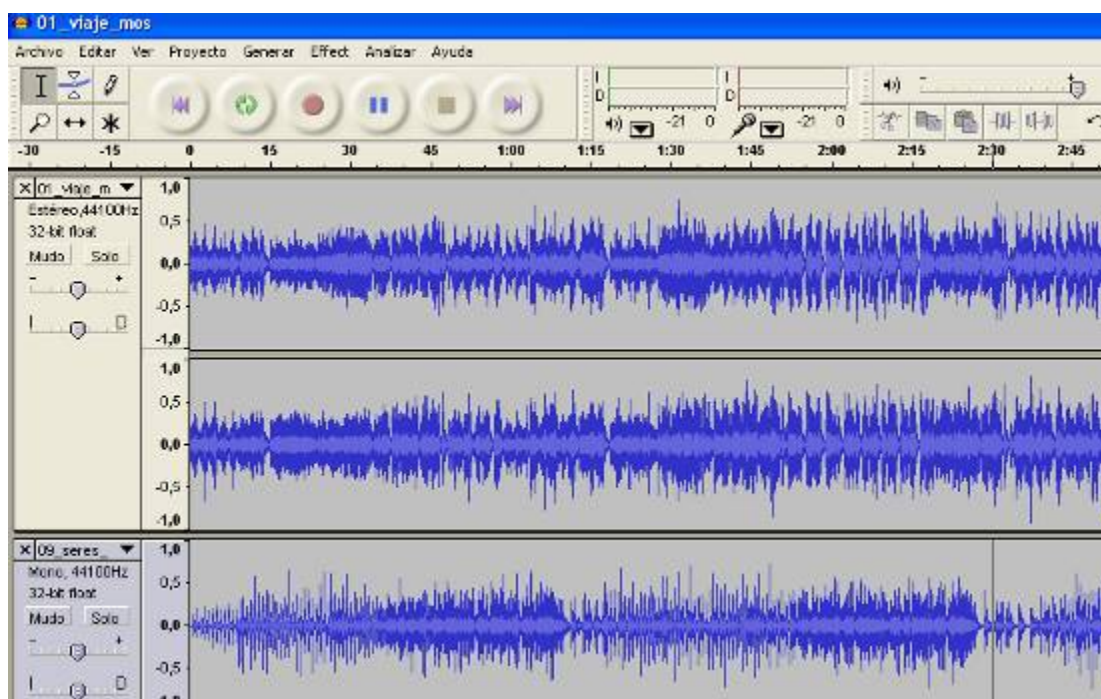 01_viaje_mos
Archivo Editar Ver Proyecto Generar Effect Analizar Ayuda
I D
I D
-21 0
-21 0
- +
-30 -15 0 15 30 45 1:00 1:15 1:30 1:45 2:00 2:15 2:30 2:45
X 01_viaje_m
Estéreo,44100Hz
32-bit float
Mudo Solo
- +
I D
1,0
0,5
0,0
-0,5
-1,0
1,0
0,5
0,0
-0,5
-1,0
X 09_seres_
Mono, 44100Hz
32-bit float
Mudo Solo
- +
I D
1,0
0,5
0,0
-0,5
-1,0